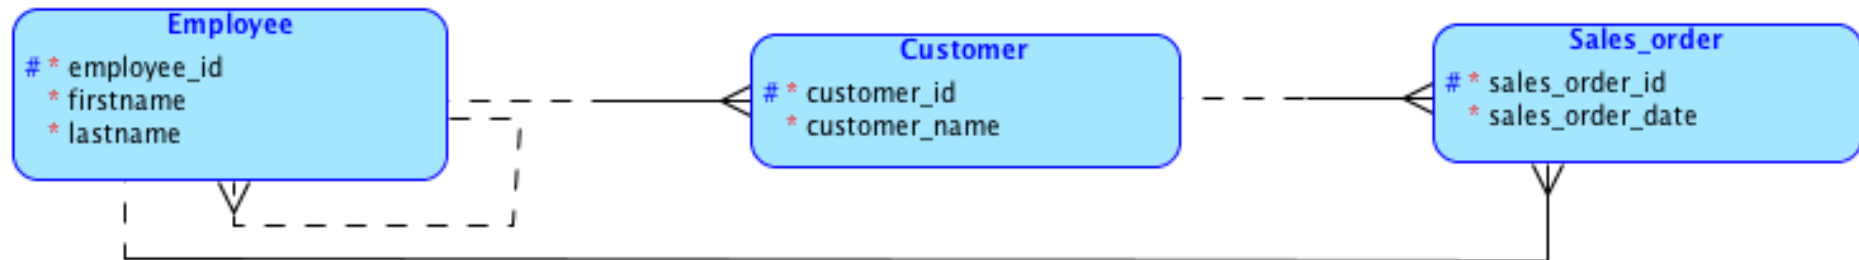 Employee
# * employee_id
* firstname
* lastname
Customer
# * customer_id
* customer_name
Sales_order
# * sales_order_id
* sales_order_date